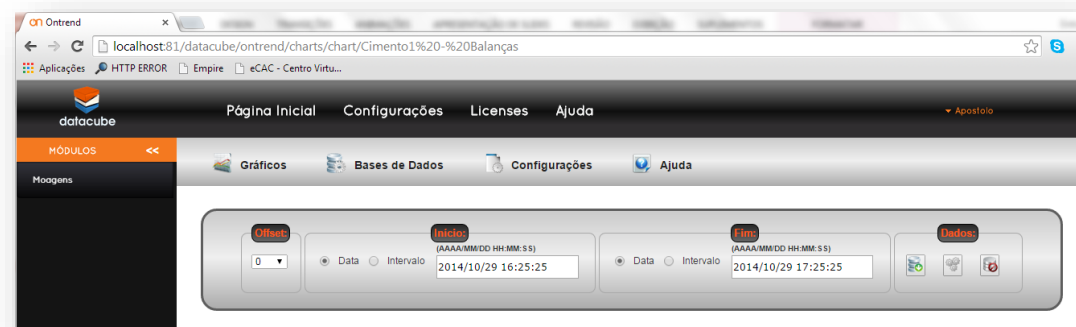 Ontrend
localhost:81/datacube/ontrend/charts/chart/Cimento1%20-%20Balanças
Aplicações HTTP ERROR Empire eCAC - Centro Virtu...
datacube
Página Inicial Configurações Licenses Ajuda
Apostolo
MÓDULOS <<
Gráficos Bases de Dados Configurações Ajuda
Moagens
Offset: Início: Fim: Dados:
(AAAA/MM/DD HH:MM:SS) (AAAA/MM/DD HH:MM:SS)
0 Data Intervalo 2014/10/29 16:25:25 Data Intervalo 2014/10/29 17:25:25